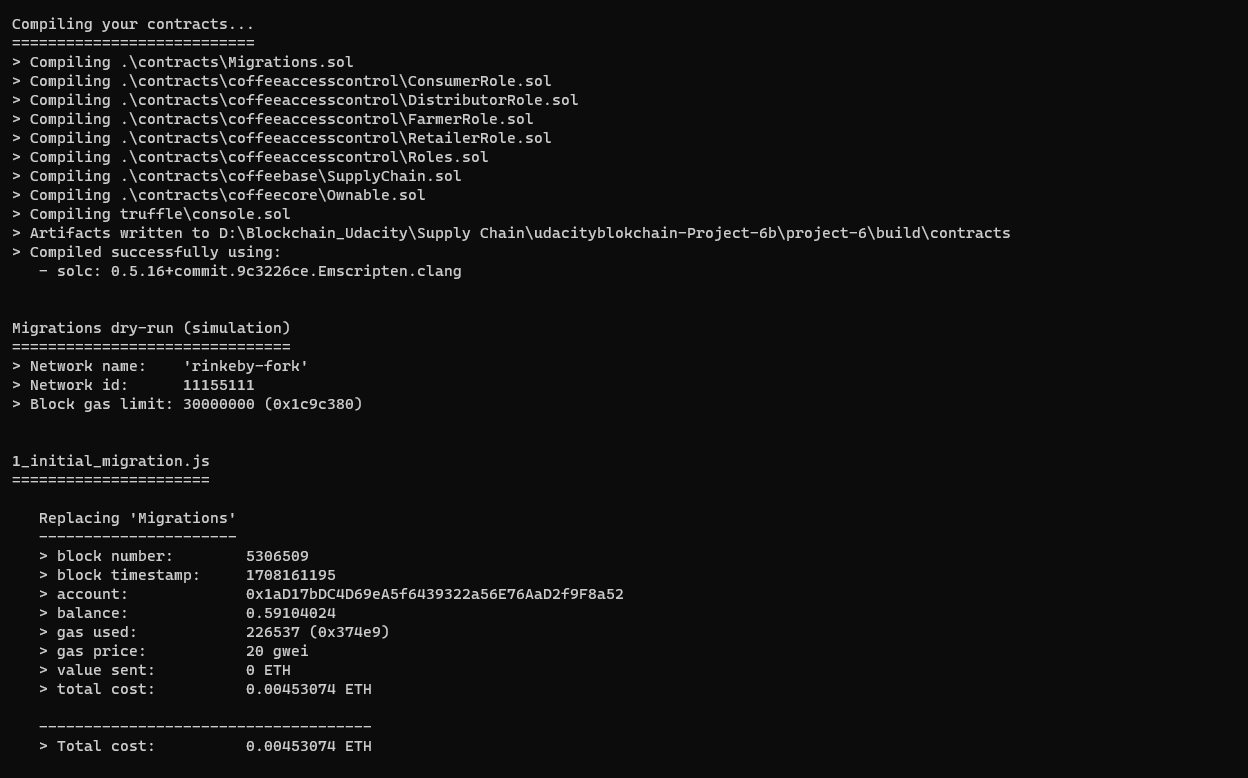 Compiling your contracts...
===========================
> Compiling .\contracts\Migrations.sol
> Compiling .\contracts\coffeeaccesscontrol\ConsumerRole.sol
> Compiling .\contracts\coffeeaccesscontrol\DistributorRole.sol
> Compiling .\contracts\coffeeaccesscontrol\FarmerRole.sol
> Compiling .\contracts\coffeeaccesscontrol\RetailerRole.sol
> Compiling .\contracts\coffeeaccesscontrol\Roles.sol
> Compiling .\contracts\coffeebase\SupplyChain.sol
> Compiling .\contracts\coffeecore\Ownable.sol
> Compiling truffle\console.sol
> Artifacts written to D:\Blockchain_Udacity\Supply Chain\udacityblokchain-Project-6b\project-6\build\contracts
> Compiled successfully using:
   - solc: 0.5.16+commit.9c3226ce.Emscripten.clang
Migrations dry-run (simulation)
===============================
> Network name:    'rinkeby-fork'
> Network id:      11155111
> Block gas limit: 30000000 (0x1c9c380)
1_initial_migration.js
======================
   Replacing 'Migrations'
   ----------------------
   > block number:        5306509
   > block timestamp:     1708161195
   > account:             0x1aD17bDC4D69eA5f6439322a56E76AaD2f9F8a52
   > balance:             0.59104024
   > gas used:            226537 (0x374e9)
   > gas price:           20 gwei
   > value sent:          0 ETH
   > total cost:          0.00453074 ETH
   -------------------------------------
   > Total cost:          0.00453074 ETH